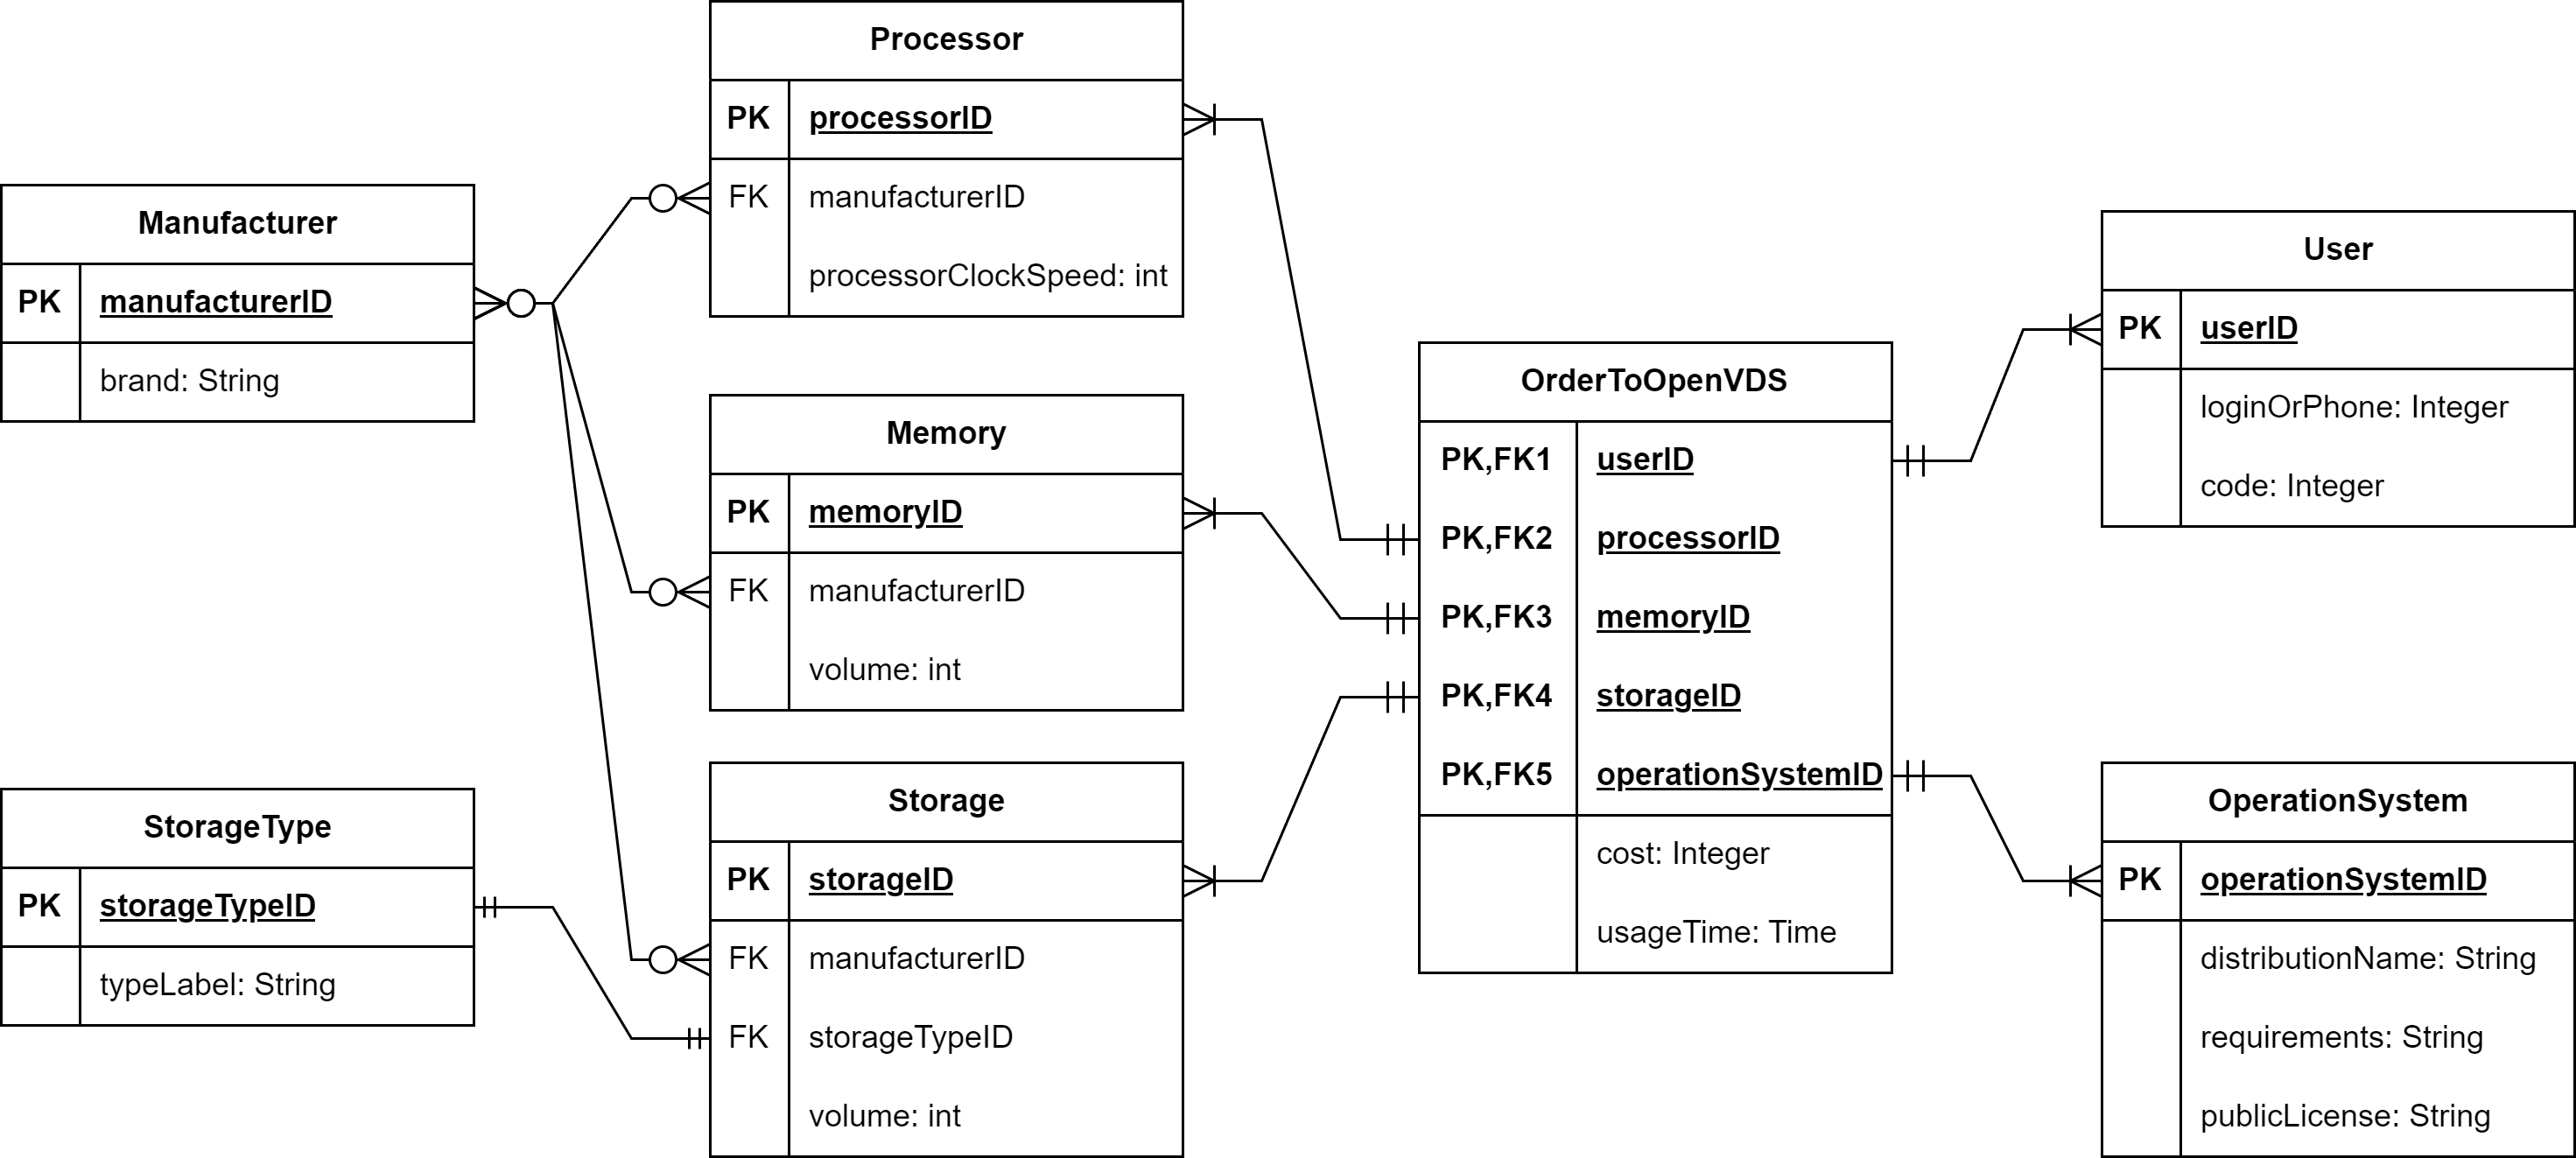 Processor
PK processorID
FK manufacturerID
processorClockSpeed: int
Manufacturer
PK manufacturerID
brand: String
Memory
PK memoryID
FK manufacturerID
volume: int
StorageType
PK storageTypeID
typeLabel: String
Storage
PK storageID
FK manufacturerID
FK storageTypeID
volume: int
OrderToOpenVDS
PK,FK1 userID
PK,FK2 processorID
PK,FK3 memoryID
PK,FK4 storageID
PK,FK5 operationSystemID
cost: Integer
usageTime: Time
User
PK userID
loginOrPhone: Integer
code: Integer
OperationSystem
PK operationSystemID
distributionName: String
requirements: String
publicLicense: String